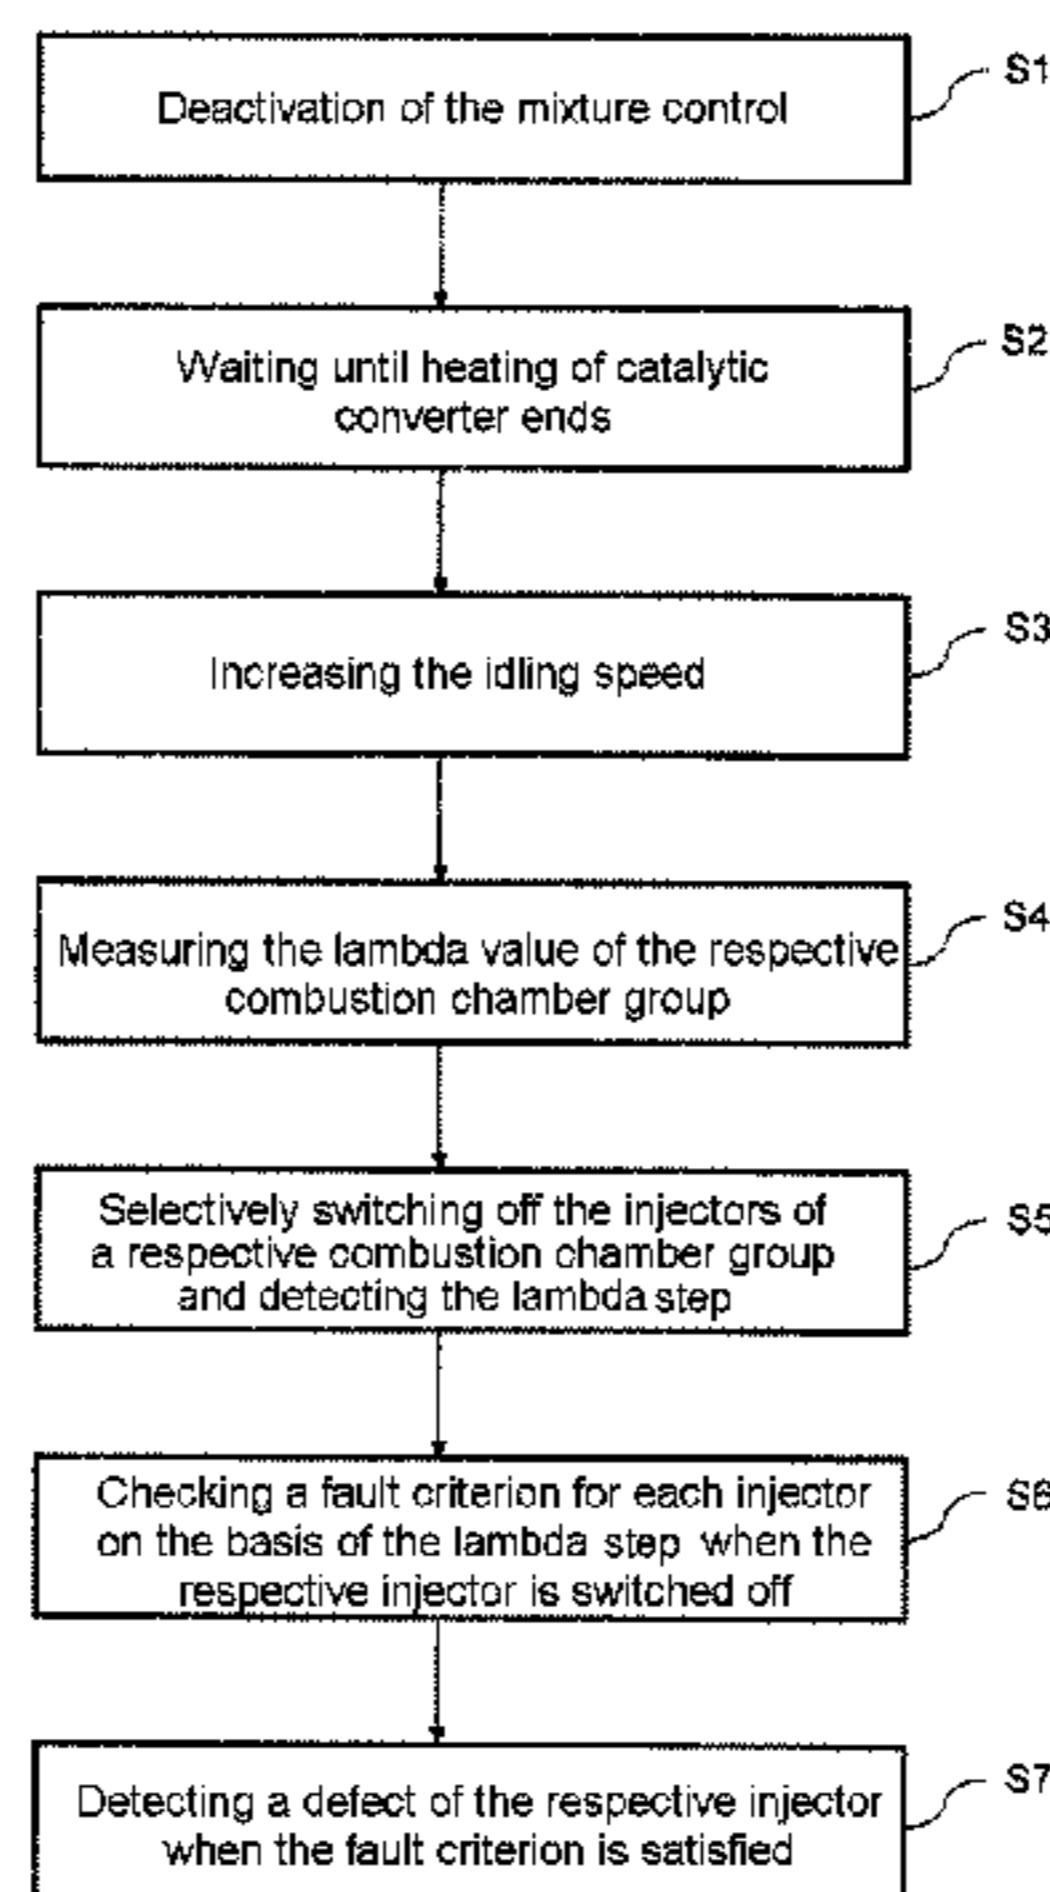 Deactivation of the mixture control
S1
Waiting until heating of catalytic
converter ends
S2
Increasing the idling speed
S3
Measuring the lambda value of the respective
combustion chamber group
S4
Selectively switching off the injectors of
a respective combustion chamber group
and detecting the lambda step
S5
Checking a fault criterion for each injector
on the basis of the lambda step when the
respective injector is switched off
S6
Detecting a defect of the respective injector
when the fault criterion is satisfied
S7